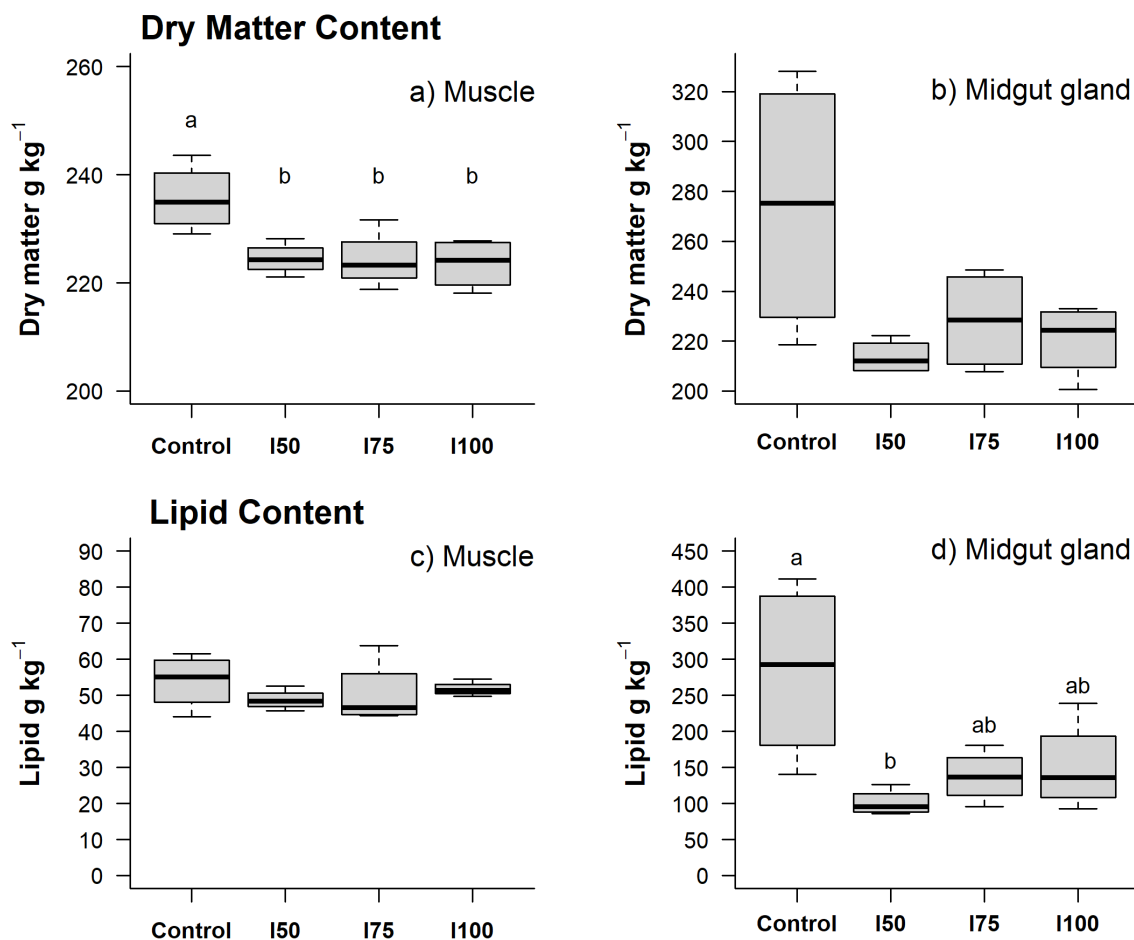 Dry Matter Content
a) Muscle
Dry matter g kg⁻¹
260
240
220
200
a
b
b
b
Control I50 I75 I100
b) Midgut gland
Dry matter g kg⁻¹
320
300
280
260
240
220
200
Control I50 I75 I100
Lipid Content
c) Muscle
Lipid g kg⁻¹
90
80
70
60
50
40
30
20
10
0
Control I50 I75 I100
d) Midgut gland
Lipid g kg⁻¹
450
400
350
300
250
200
150
100
50
0
a
b
ab
ab
Control I50 I75 I100